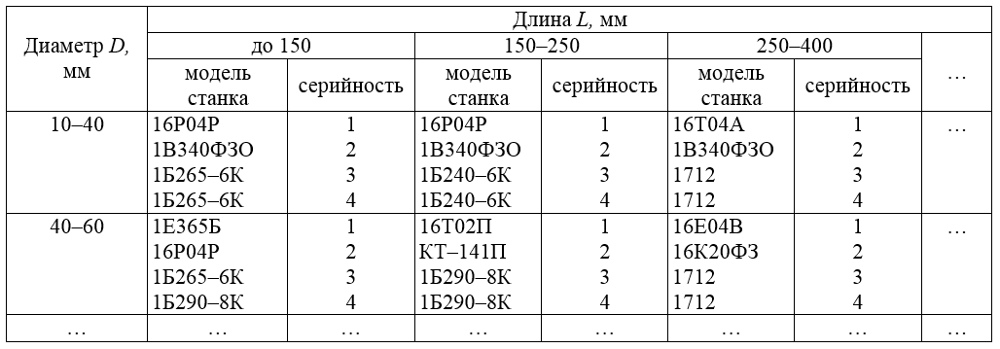 Диаметр D, мм
Длина L, мм
до 150
150–250
250–400
…
модель станка
серийность
модель станка
серийность
модель станка
серийность
10–40
16Р04Р 1 16Р04Р 1 16Т04А 1 …
1В340ФЗО 2 1В340ФЗО 2 1В340ФЗО 2
1Б265–6К 3 1Б240–6К 3 1712 3
1Б265–6К 4 1Б240–6К 4 1712 4
40–60
1Е365Б 1 16Т02П 1 16Е04В 1 …
16Р04Р 2 КТ–141П 2 16К20ФЗ 2
1Б265–6К 3 1Б290–8К 3 1712 3
1Б290–8К 4 1Б290–8К 4 1712 4
… … … … … … … …